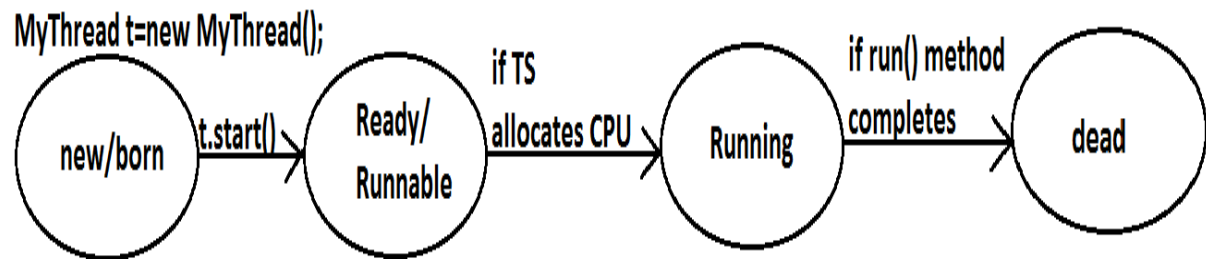 MyThread t=new MyThread();
new/born
t.start()
Ready/
Runnable
if TS
allocates CPU
Running
if run() method
completes
dead